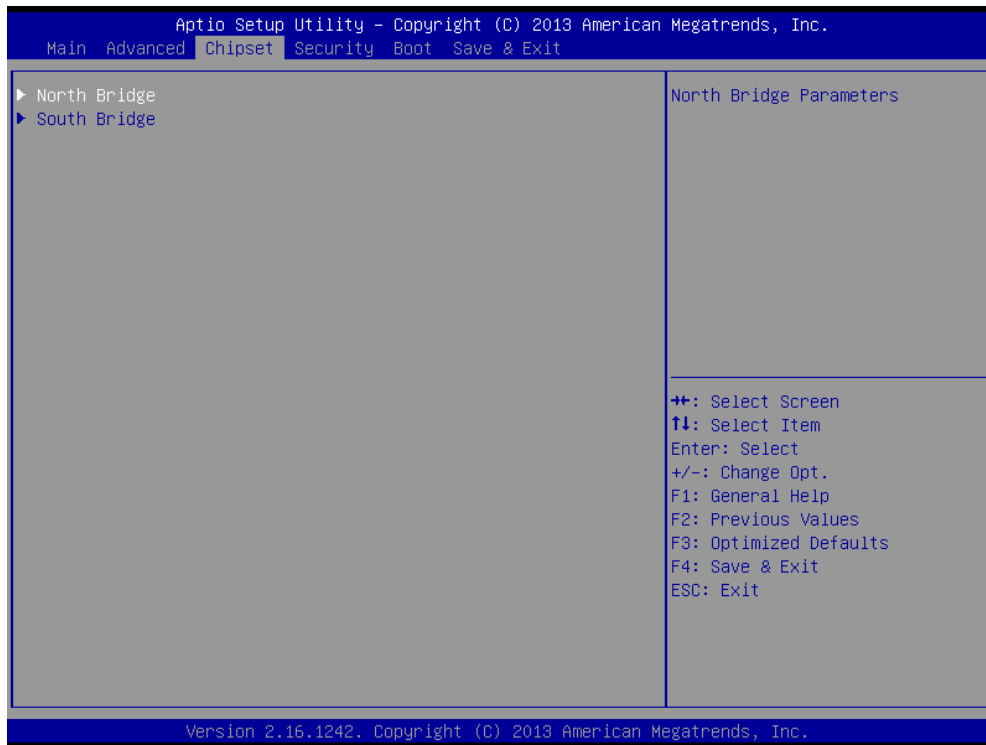 Aptio Setup Utility – Copyright (C) 2013 American Megatrends, Inc.
Main Advanced Chipset Security Boot Save & Exit
► North Bridge
► South Bridge
North Bridge Parameters
→←: Select Screen
↑↓: Select Item
Enter: Select
+/-: Change Opt.
F1: General Help
F2: Previous Values
F3: Optimized Defaults
F4: Save & Exit
ESC: Exit
Version 2.16.1242. Copyright (C) 2013 American Megatrends, Inc.